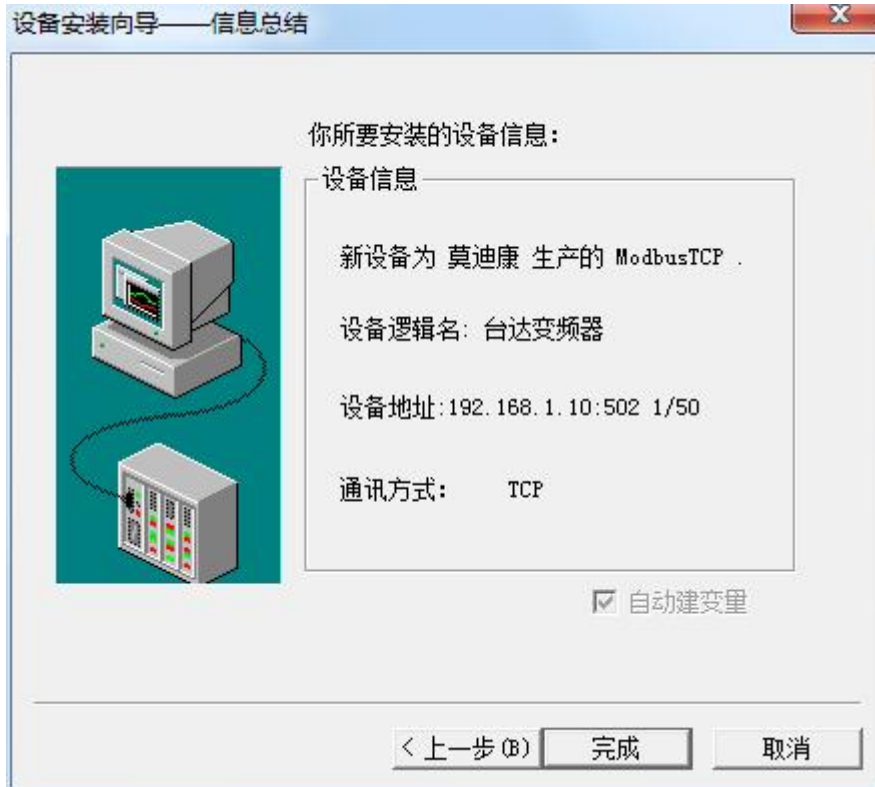 设备安装向导——信息总结
你所要安装的设备信息：
设备信息
新设备为 莫迪康 生产的 ModbusTCP .
设备逻辑名: 台达变频器
设备地址:192.168.1.10:502 1/50
通讯方式： TCP
自动建变量
< 上一步(B) 完成 取消